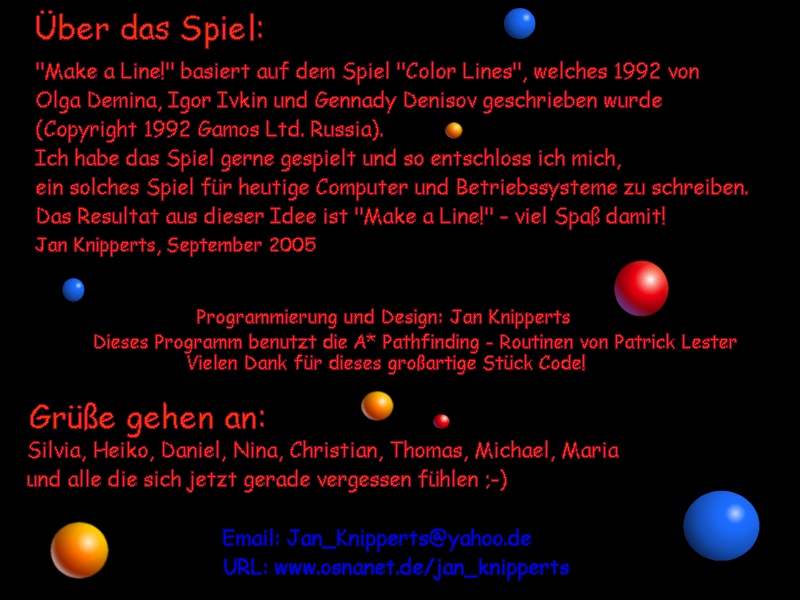 Über das Spiel:
"Make a Line!" basiert auf dem Spiel "Color Lines", welches 1992 von
Olga Demina, Igor Ivkin und Gennady Denisov geschrieben wurde
(Copyright 1992 Gamos Ltd. Russia).
Ich habe das Spiel gerne gespielt und so entschloss ich mich,
ein solches Spiel für heutige Computer und Betriebssysteme zu schreiben.
Das Resultat aus dieser Idee ist "Make a Line!" - viel Spaß damit!
Jan Knipperts, September 2005
Programmierung und Design: Jan Knipperts
Dieses Programm benutzt die A* Pathfinding - Routinen von Patrick Lester
Vielen Dank für dieses großartige Stück Code!
Grüße gehen an:
Silvia, Heiko, Daniel, Nina, Christian, Thomas, Michael, Maria
und alle die sich jetzt gerade vergessen fühlen ;-)
Email: Jan_Knipperts@yahoo.de
URL: www.osnanet.de/jan_knipperts